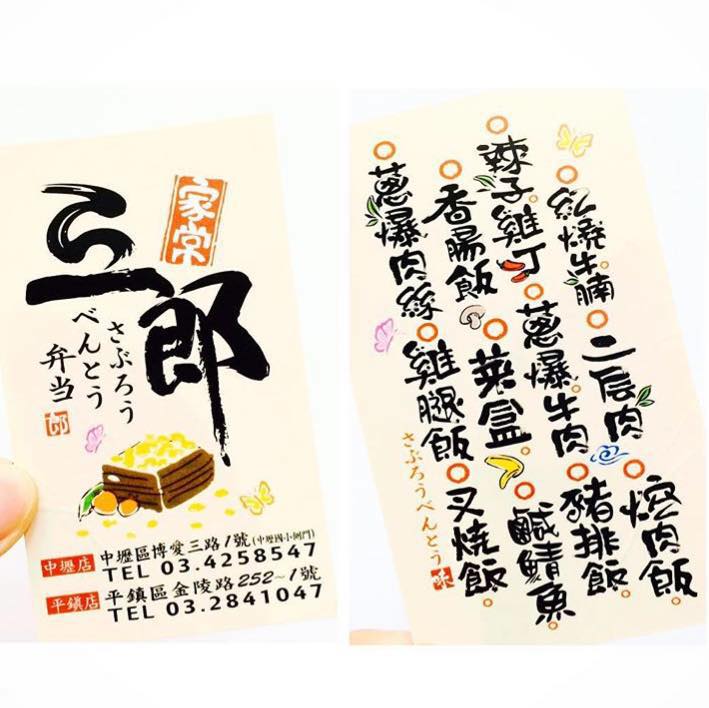 家常
三郎
さぶろう
べんとう
弁当
郎
中壢店 中壢區博愛三路1號(中壢國小側門)
TEL 03.4258547
平鎮店 平鎮區金陵路252~1號
TEL 03.2841047
紅燒牛腩
二层肉
焢肉飯
辣子雞丁
蔥爆牛肉
豬排飯
香腸飯
菜盒
鹹鯖魚
蔥爆肉絲
雞腿飯
叉燒飯
さぶろうべんとう
味